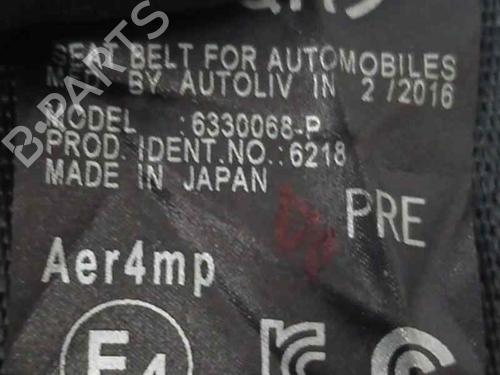 SEAT BELT FOR AUTOMOBILES
MADE BY AUTOLIV IN 2/2016
MODEL :6330068-P
PROD. IDENT.NO.:6218
MADE IN JAPAN
PRE
Aer4mp
E4